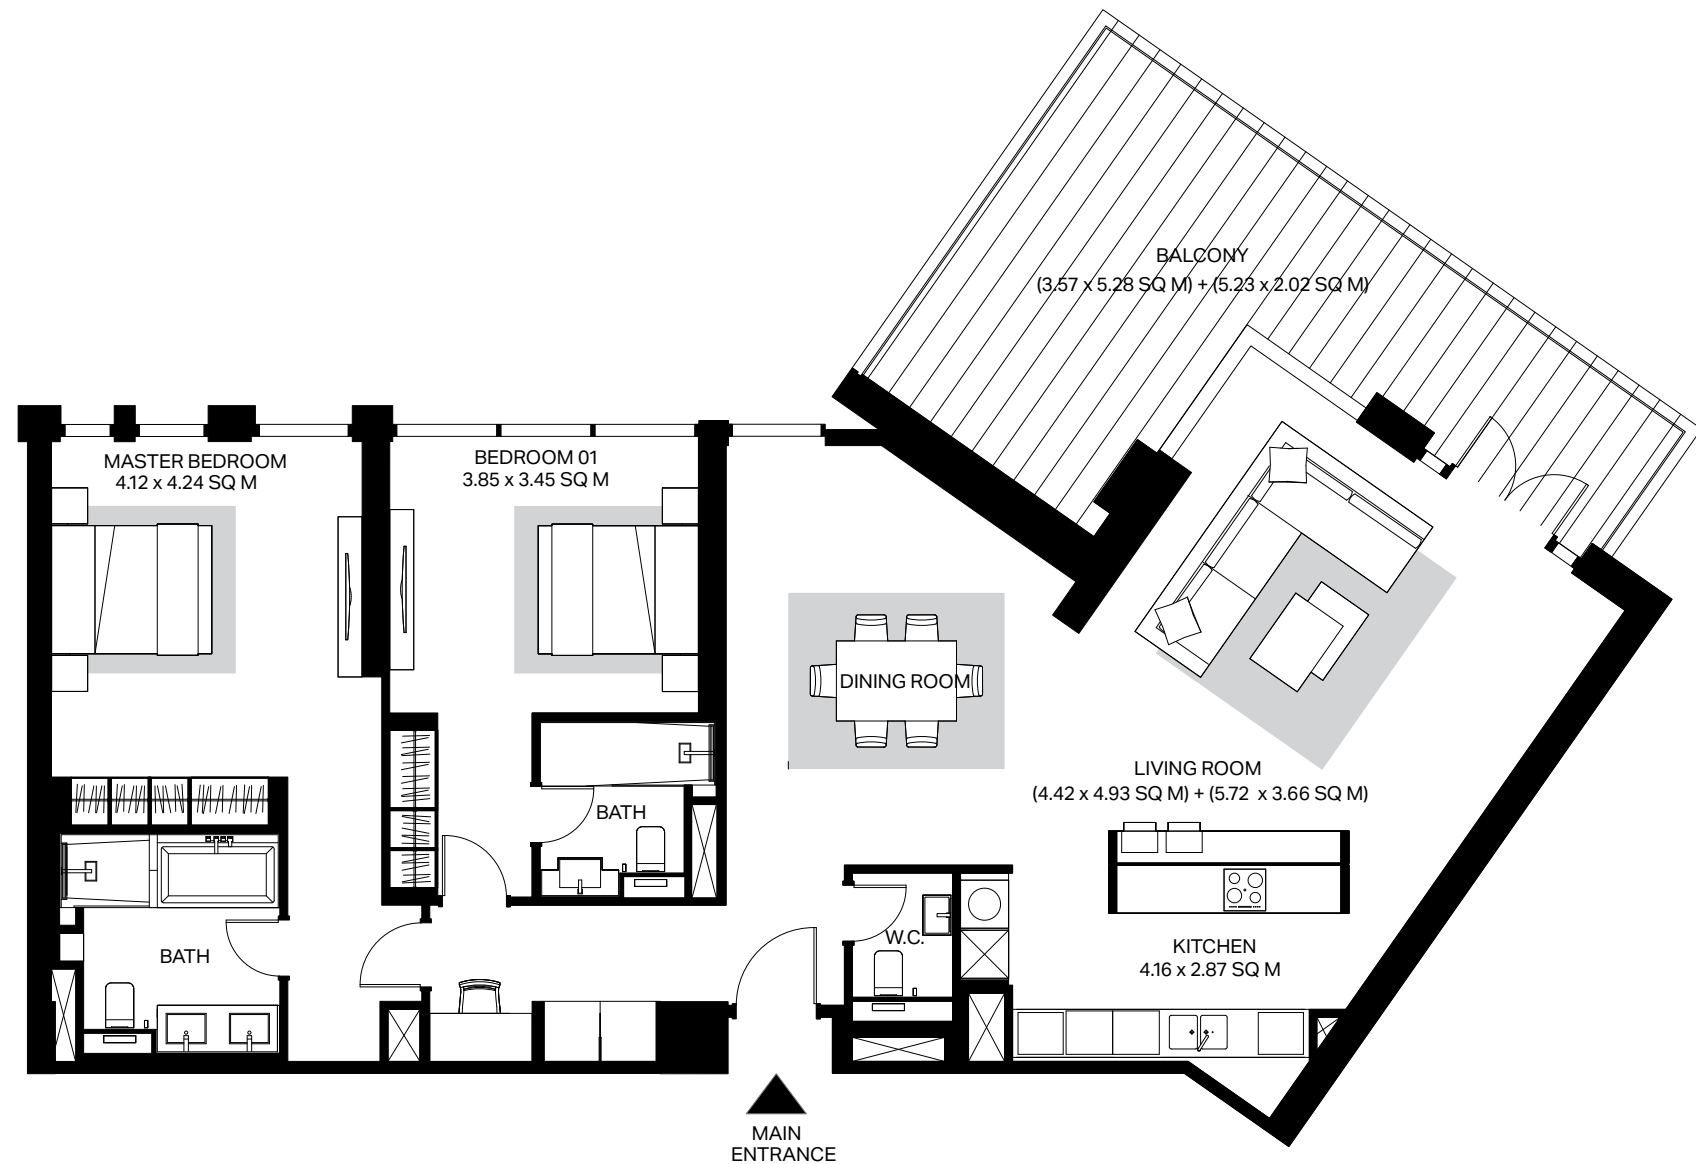 BALCONY
(3.57 x 5.28 SQ M) + (5.23 x 2.02 SQ M)
MASTER BEDROOM
4.12 x 4.24 SQ M
BEDROOM 01
3.85 x 3.45 SQ M
DINING ROOM
LIVING ROOM
(4.42 x 4.93 SQ M) + (5.72 x 3.66 SQ M)
BATH
W.C.
KITCHEN
4.16 x 2.87 SQ M
BATH
MAIN
ENTRANCE